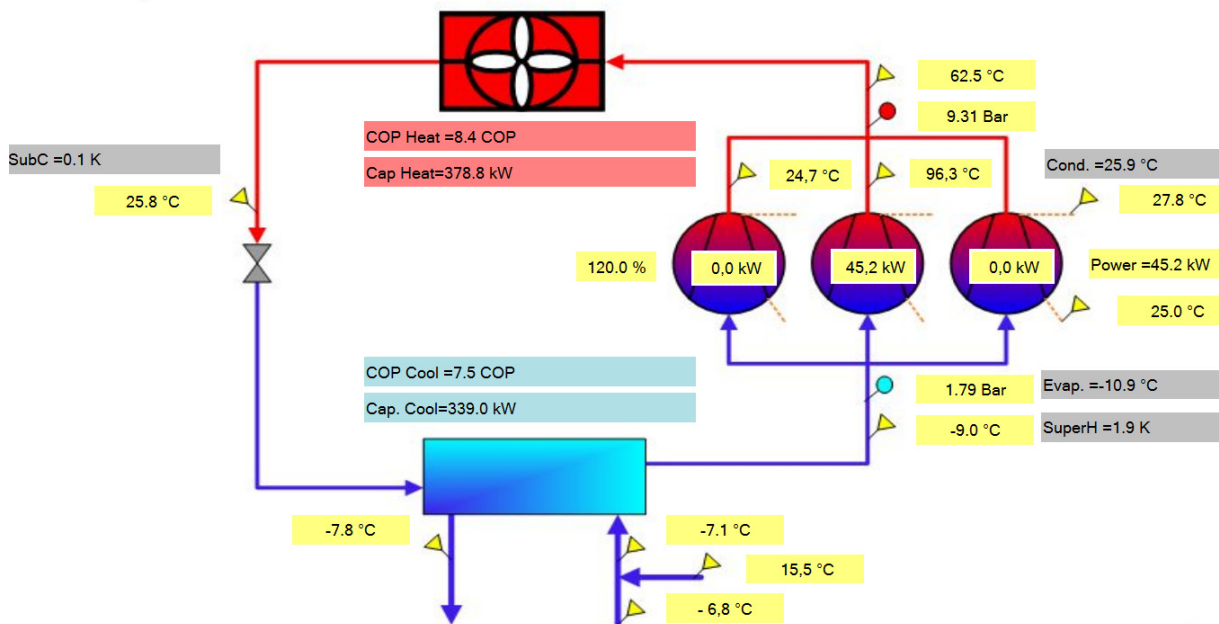 62.5 °C
9.31 Bar
COP Heat =8.4 COP
SubC =0.1 K
Cap Heat=378.8 kW
24,7 °C
96,3 °C
Cond. =25.9 °C
25.8 °C
27.8 °C
120.0 %
0,0 kW
45,2 kW
0,0 kW
Power =45.2 kW
25.0 °C
COP Cool =7.5 COP
1.79 Bar
Evap. =-10.9 °C
Cap. Cool=339.0 kW
-9.0 °C
SuperH =1.9 K
-7.8 °C
-7.1 °C
15,5 °C
- 6,8 °C